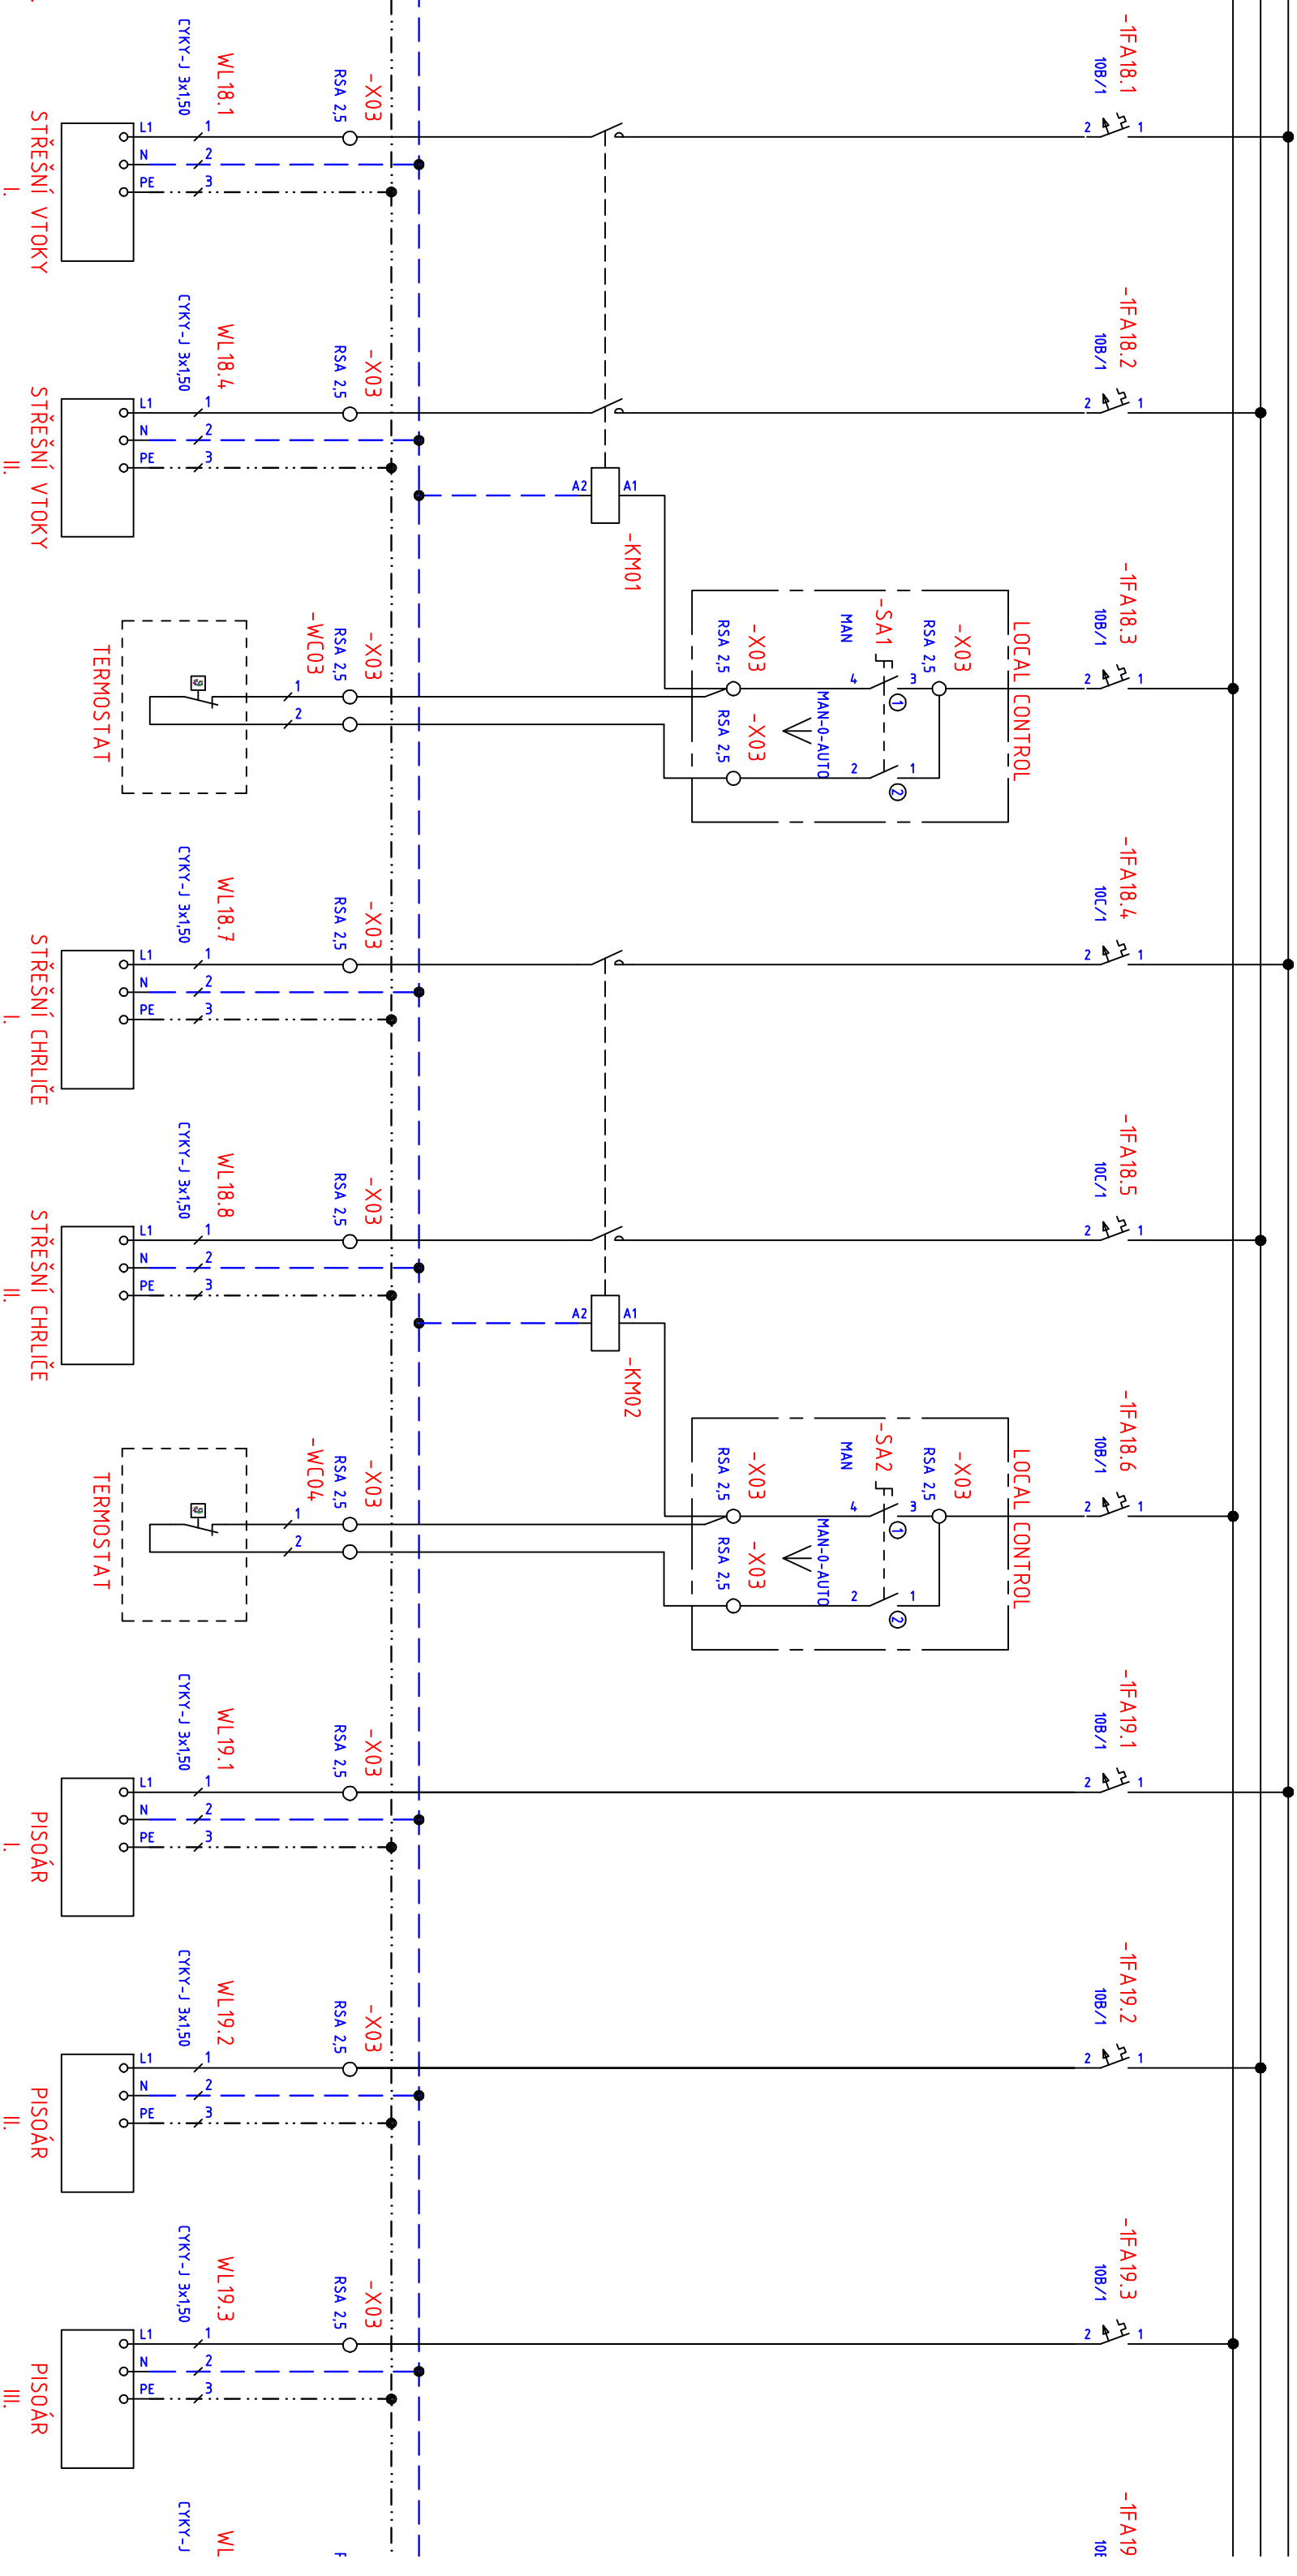 -1FA18.1
10B/1
1
2
-X03
RSA 2,5
WL18.1
CYKY-J 3x1,50
1
2
3
L1
N
PE
STŘEŠNÍ VTOKY
I.
-1FA18.2
10B/1
1
2
-KM01
A1
A2
-X03
RSA 2,5
WL18.4
CYKY-J 3x1,50
1
2
3
L1
N
PE
STŘEŠNÍ VTOKY
II.
-1FA18.3
10B/1
1
2
LOCAL CONTROL
-X03
RSA 2,5
-SA1
MAN
3
4
1
1
2
2
MAN-0-AUTO
-X03
RSA 2,5
-X03
RSA 2,5
-X03
RSA 2,5
-WC03
1
2
TERMOSTAT
-1FA18.4
10C/1
1
2
-X03
RSA 2,5
WL18.7
CYKY-J 3x1,50
1
2
3
L1
N
PE
STŘEŠNÍ CHRLIČE
I.
-1FA18.5
10C/1
1
2
-KM02
A1
A2
-X03
RSA 2,5
WL18.8
CYKY-J 3x1,50
1
2
3
L1
N
PE
STŘEŠNÍ CHRLIČE
II.
-1FA18.6
10B/1
1
2
LOCAL CONTROL
-X03
RSA 2,5
-SA2
MAN
3
4
1
1
2
2
MAN-0-AUTO
-X03
RSA 2,5
-X03
RSA 2,5
-X03
RSA 2,5
-WC04
1
2
TERMOSTAT
-1FA19.1
10B/1
1
2
-X03
RSA 2,5
WL19.1
CYKY-J 3x1,50
1
2
3
L1
N
PE
PISOÁR
I.
-1FA19.2
10B/1
1
2
-X03
RSA 2,5
WL19.2
CYKY-J 3x1,50
1
2
3
L1
N
PE
PISOÁR
II.
-1FA19.3
10B/1
1
2
-X03
RSA 2,5
WL19.3
CYKY-J 3x1,50
1
2
3
L1
N
PE
PISOÁR
III.
-1FA19
WL
CYKY-J